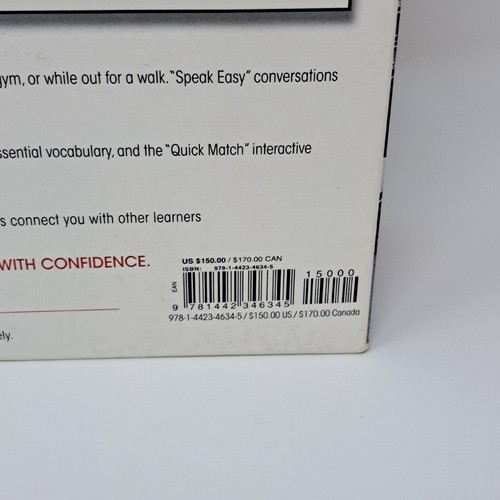 gym, or while out for a walk. "Speak Easy" conversations
ssential vocabulary, and the "Quick Match" interactive
s connect you with other learners
WITH CONFIDENCE.
US $150.00 / $170.00 CAN
ISBN: 978-1-4423-4634-5
15000
EAN
9 781442 346345
978-1-4423-4634-5 / $150.00 US / $170.00 Canada
ely.